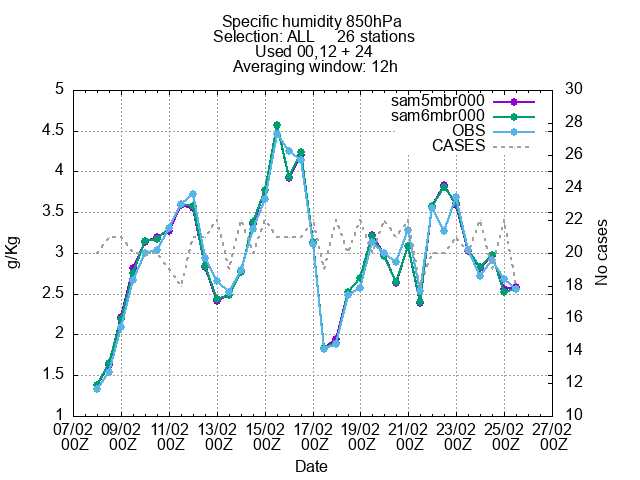 Specific humidity 850hPa
Selection: ALL 26 stations
Used 00,12 + 24
Averaging window: 12h
sam5mbr000
sam6mbr000
OBS
CASES
5
4.5
4
3.5
3
2.5
2
1.5
1
g/Kg
30
28
26
24
22
20
18
16
14
12
10
No cases
07/02 09/02 11/02 13/02 15/02 17/02 19/02 21/02 23/02 25/02 27/02
00Z 00Z 00Z 00Z 00Z 00Z 00Z 00Z 00Z 00Z 00Z
Date